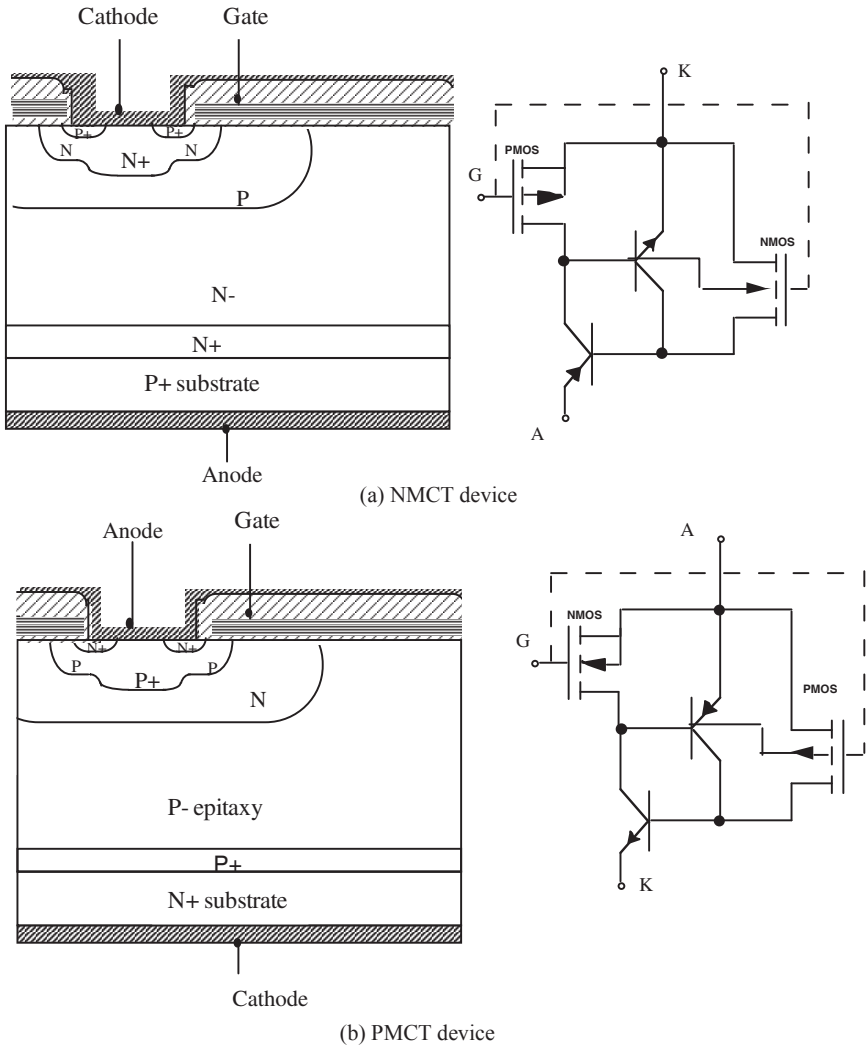 Cathode Gate
K
PMOS
P+ P+
N N+ N
G
P
NMOS
N-
N+
P+ substrate
A
Anode
(a) NMCT device
Anode Gate
A
NMOS
G
N+ N+
P P+ P
N
PMOS
P- epitaxy
P+
N+ substrate
K
Cathode
(b) PMCT device